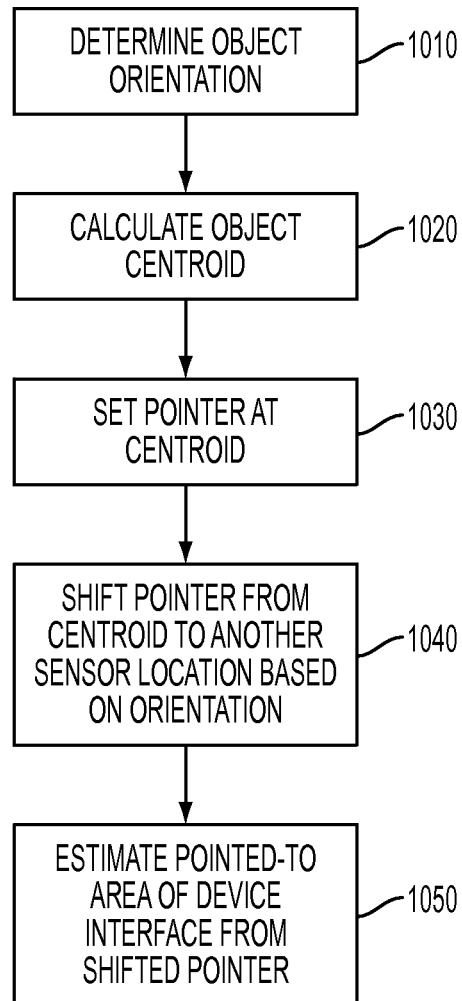 DETERMINE OBJECT
ORIENTATION
1010
CALCULATE OBJECT
CENTROID
1020
SET POINTER AT
CENTROID
1030
SHIFT POINTER FROM
CENTROID TO ANOTHER
SENSOR LOCATION BASED
ON ORIENTATION
1040
ESTIMATE POINTED-TO
AREA OF DEVICE
INTERFACE FROM
SHIFTED POINTER
1050